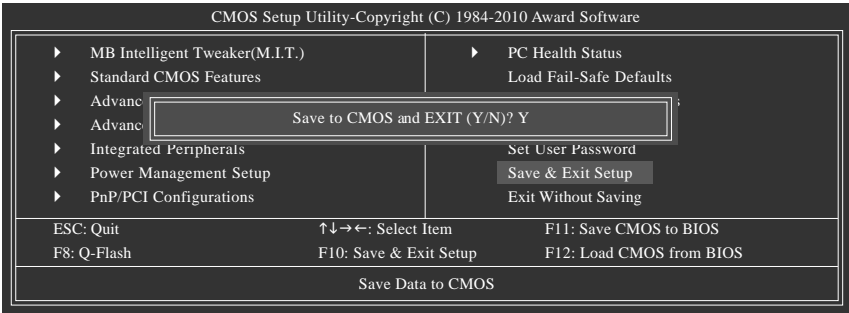 CMOS Setup Utility-Copyright (C) 1984-2010 Award Software
MB Intelligent Tweaker(M.I.T.)
Standard CMOS Features
Integrated Peripherals
Power Management Setup
PnP/PCI Configurations
PC Health Status
Load Fail-Safe Defaults
Set User Password
Save & Exit Setup
Exit Without Saving
Save to CMOS and EXIT (Y/N)? Y
ESC: Quit ↑↓→←: Select Item F11: Save CMOS to BIOS
F8: Q-Flash F10: Save & Exit Setup F12: Load CMOS from BIOS
Save Data to CMOS